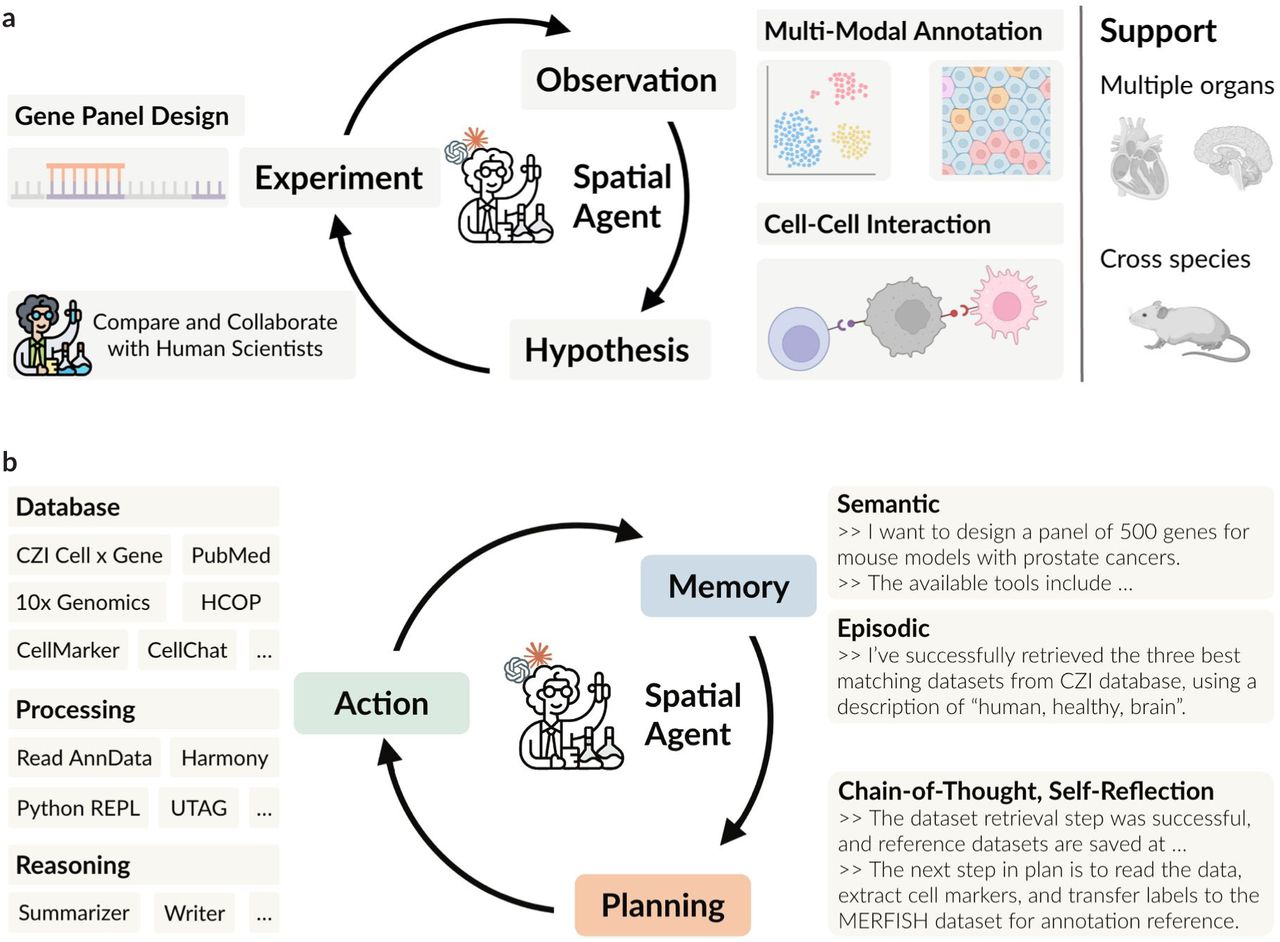 a
Gene Panel Design
Experiment
Observation
Spatial
Agent
Hypothesis
Compare and Collaborate
with Human Scientists
Multi-Modal Annotation
Cell-Cell Interaction
Support
Multiple organs
Cross species
b
Database
CZI Cell x Gene
PubMed
10x Genomics
HCOP
CellMarker
CellChat
...
Processing
Read AnnData
Harmony
Python REPL
UTAG
...
Reasoning
Summarizer
Writer
...
Action
Memory
Spatial
Agent
Planning
Semantic
>> I want to design a panel of 500 genes for
mouse models with prostate cancers.
>> The available tools include ...
Episodic
>> I’ve successfully retrieved the three best
matching datasets from CZI database, using a
description of “human, healthy, brain”.
Chain-of-Thought, Self-Reflection
>> The dataset retrieval step was successful,
and reference datasets are saved at ...
>> The next step in plan is to read the data,
extract cell markers, and transfer labels to the
MERFISH dataset for annotation reference.